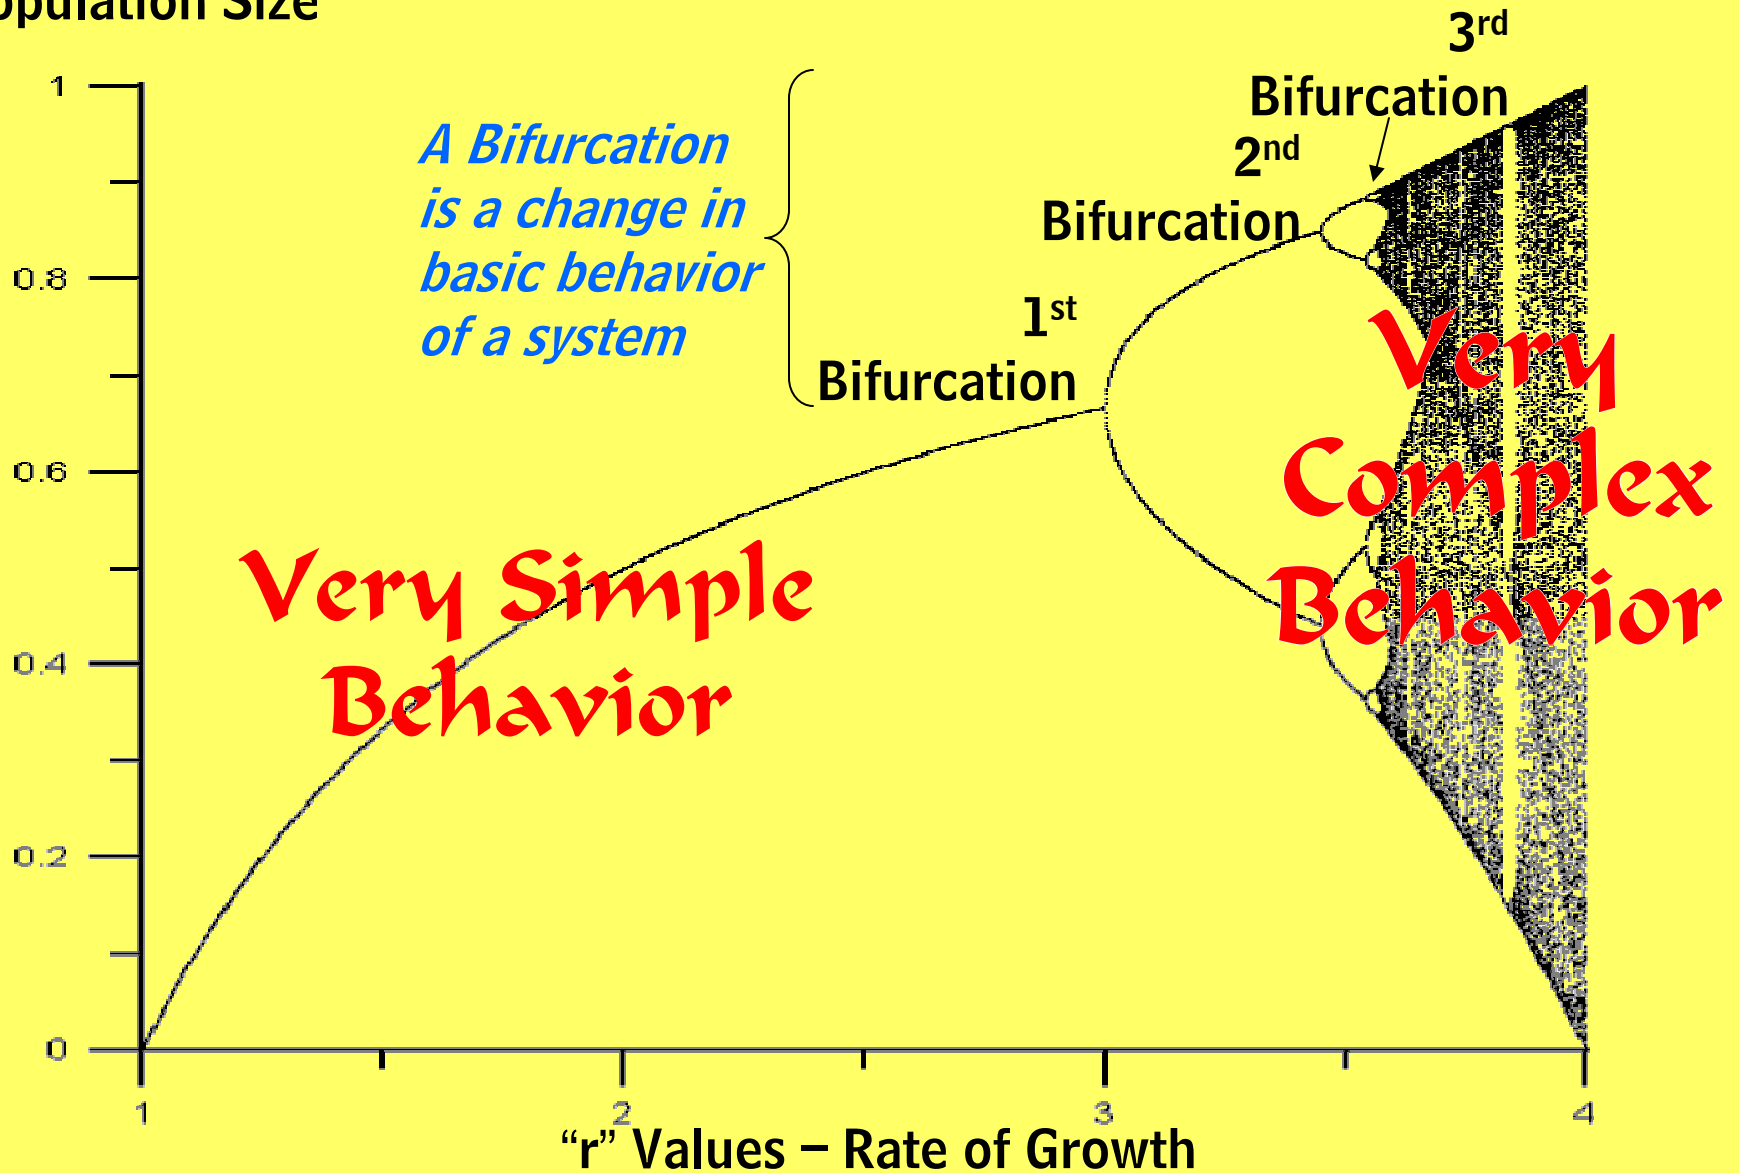 opulation Size
3rd
Bifurcation
2nd
Bifurcation
1st
Bifurcation
A Bifurcation
is a change in
basic behavior
of a system
Very Simple
Behavior
Very
Complex
Behavior
1
0.8
0.6
0.4
0.2
0
1 2 3 4
“r” Values – Rate of Growth